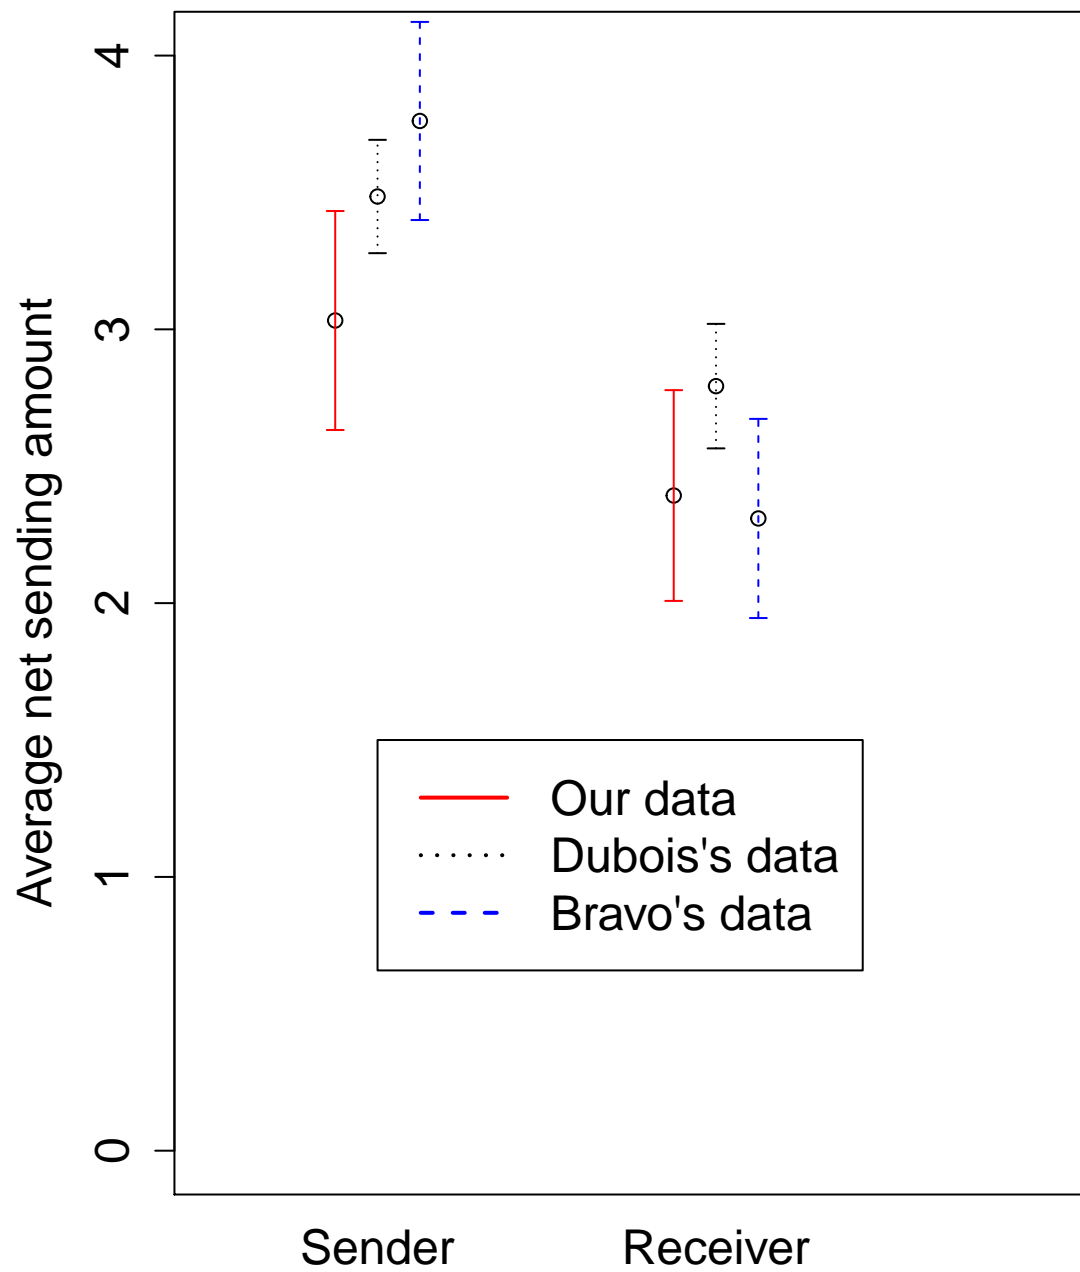 Average net sending amount
4
3
2
1
0
Our data
Dubois's data
Bravo's data
Sender Receiver